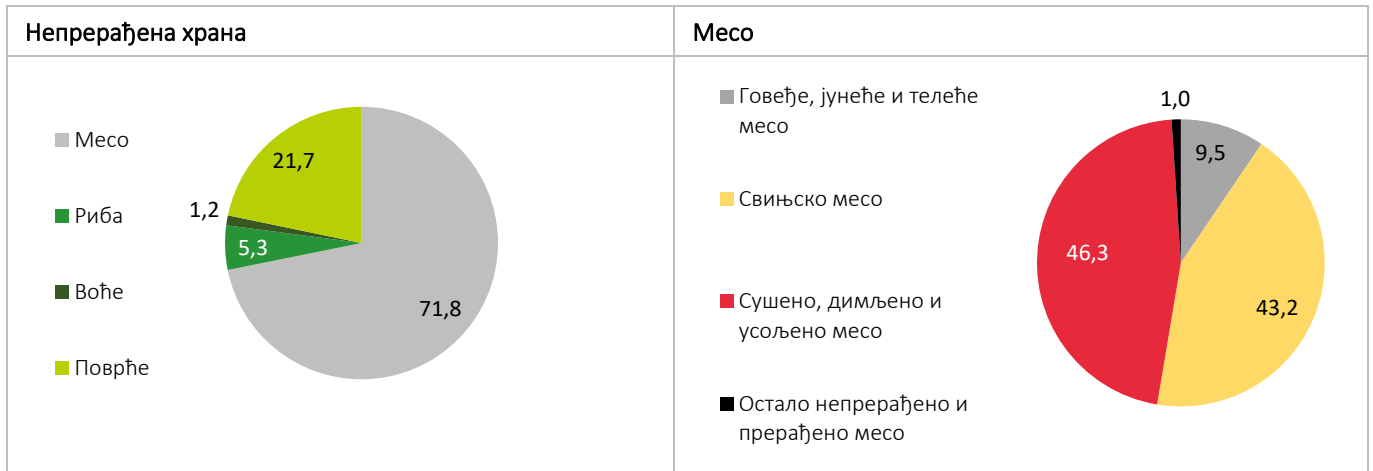 Непрерађена храна
Месо
Риба
Воће
Поврће
21,7
1,2
5,3
71,8
Месо
Говеђе, јунеће и телеће
месо
Свињско месо
Сушено, димљено и
усољено месо
Остало непрерађено и
прерађено месо
1,0
9,5
46,3
43,2